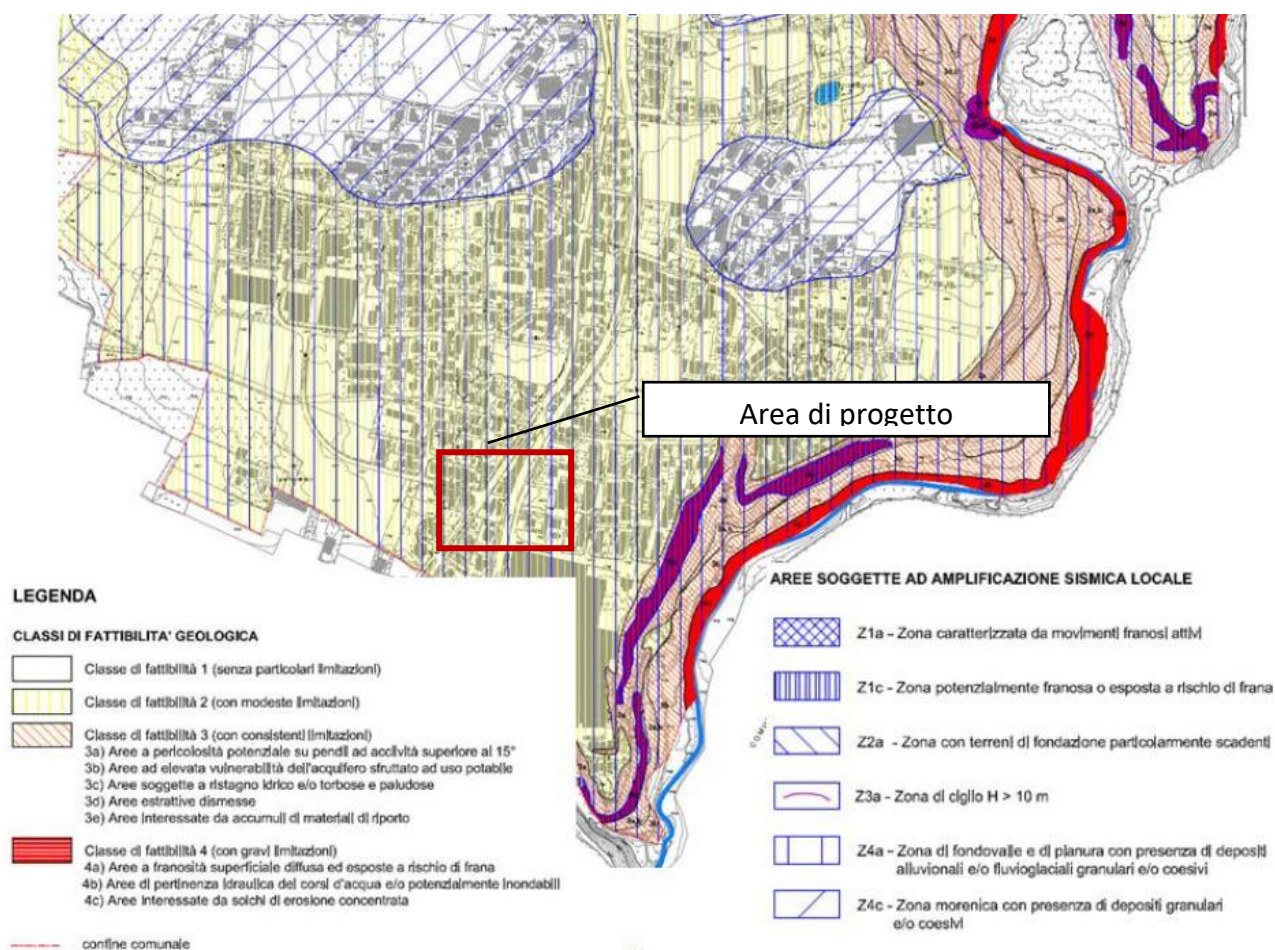 Area di progetto
LEGENDA
CLASSI DI FATTIBILITA' GEOLOGICA
Classe di fattibilità 1 (senza particolari limitazioni)
Classe di fattibilità 2 (con modeste limitazioni)
Classe di fattibilità 3 (con consistenti limitazioni)
3a) Aree a pericolosità potenziale su pendii ad acclività superiore al 15°
3b) Aree ad elevata vulnerabilità dell'acquifero sfruttato ad uso potabile
3c) Aree soggette a ristagno idrico e/o torbose e paludose
3d) Aree estrattive dismesse
3e) Aree interessate da accumuli di materiali di riporto
Classe di fattibilità 4 (con gravi limitazioni)
4a) Aree a franosità superficiale diffusa ed esposte a rischio di frana
4b) Aree di pertinenza idraulica dei corsi d'acqua e/o potenzialmente inondabili
4c) Aree interessate da solchi di erosione concentrata
confine comunale
AREE SOGGETTE AD AMPLIFICAZIONE SISMICA LOCALE
Z1a - Zona caratterizzata da movimenti franosi attivi
Z1c - Zona potenzialmente franosa o esposta a rischio di frana
Z2a - Zona con terreni di fondazione particolarmente scadenti
Z3a - Zona di ciglio H > 10 m
Z4a - Zona di fondovalle e di pianura con presenza di depositi
alluvionali e/o fluvioglaciali granulari e/o coesivi
Z4c - Zona morenica con presenza di depositi granulari
e/o coesivi